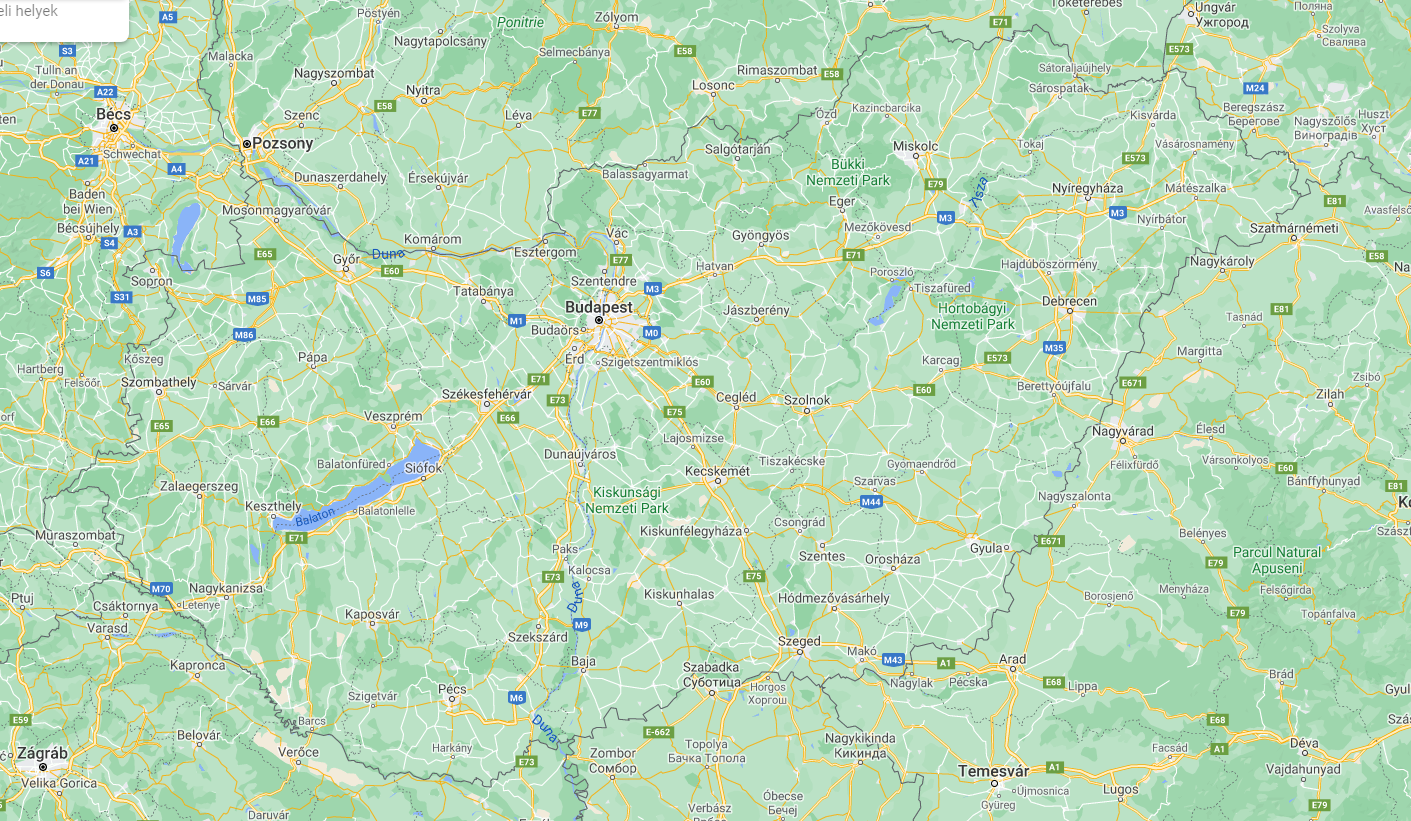 eli helyek
A5
Pöstyén
Ponitrie
Zólyom
E71
Tőketerebes
Ungvár
Ужгород
Поляна
S3
Malacka
Nagytapolcsány
Selmecbánya
E58
E573
Szolyva
Свалява
Tulln an
der Donau
A22
Nagyszombat
Nyitra
Rimaszombat
E58
Losonc
Sátoraljaújhely
Sárospatak
M24
Bécs
Szenc
E58
Léva
E77
Ózd
Kazincbarcika
Kisvárda
Beregszász
Берегове
Nagyszőlős
Виноградів
Huszt
Хуст
Schwechat
A21
A4
Pozsony
Salgótarján
Miskolc
Tokaj
E573
Vásárosnamény
Baden
bei Wien
Dunaszerdahely
Érsekújvár
Balassagyarmat
Bükki
Nemzeti Park
E79
Nyíregyháza
Mátészalka
E81
Bécsújhely
A3
S4
Mosonmagyaróvár
Eger
M3
M3
Nyírbátor
Szatmárnémeti
S6
E65
Győr
Duna
E60
Komárom
Esztergom
Vác
E77
Gyöngyös
Mezőkövesd
E71
Hajdúböszörmény
Nagykároly
E58
Sopron
S31
M85
Tatabánya
Szentendre
M3
Hatvan
Poroszló
Tiszafüred
Debrecen
Budapest
M1
Budaörs
M0
Jászberény
Hortobágyi
Nemzeti Park
E81
Tasnád
M86
Kőszeg
Pápa
Érd
Szigetszentmiklós
Karcag
E573
M35
Margitta
Hartberg
Felsőőr
Szombathely
Sárvár
E71
Székesfehérvár
E73
E60
Cegléd
Szolnok
E60
Berettyóújfalu
E671
Zsibó
Zilah
E65
E66
Veszprém
E66
E75
Lajosmizse
Nagyvárad
Élesd
Balatonfüred
Siófok
Dunaújváros
Kecskemét
Tiszakécske
Gyomaendrőd
Félixfürdő
Városonkolyos
E60
Bánffyhunyad
E81
Zalaegerszeg
Keszthely
Balaton
Balatonlelle
Kiskunsági
Nemzeti Park
Szarvas
M44
Nagyszalonta
Muraszombat
E71
Kiskunfélegyháza
Csongrád
Szentes
Orosháza
Gyula
E671
Belényes
Parcul Natural
Apuseni
M70
Nagykanizsa
Paks
E73
Kalocsa
E75
E79
Menyháza
Felsőgirda
Ptuj
Csáktornya
Letenye
Kaposvár
Duna
M9
Kiskunhalas
Hódmezővásárhely
Borosjenő
E79
Topánfalva
Varasd
Szekszárd
Szeged
Kapronca
Baja
Szabadka
Суботица
Makó
M43
A1
Arad
Szigetvár
Pécs
M6
Horgos
Хоргош
Nagylak
Pécska
E68
Lippa
Brád
E59
Barcs
Duna
E-662
E68
Zágráb
Belovár
Verőce
Harkány
E73
Zombor
Сомбор
Topolya
Бачка Топола
Nagykikinda
Кикинда
A1
Facsád
Déva
Velika Gorica
Temesvár
A1
Vajdahunyad
Újmosnica
Lugos
Óbecse
Бечеј
Gyüreg
E79
Daruvár
Verbász